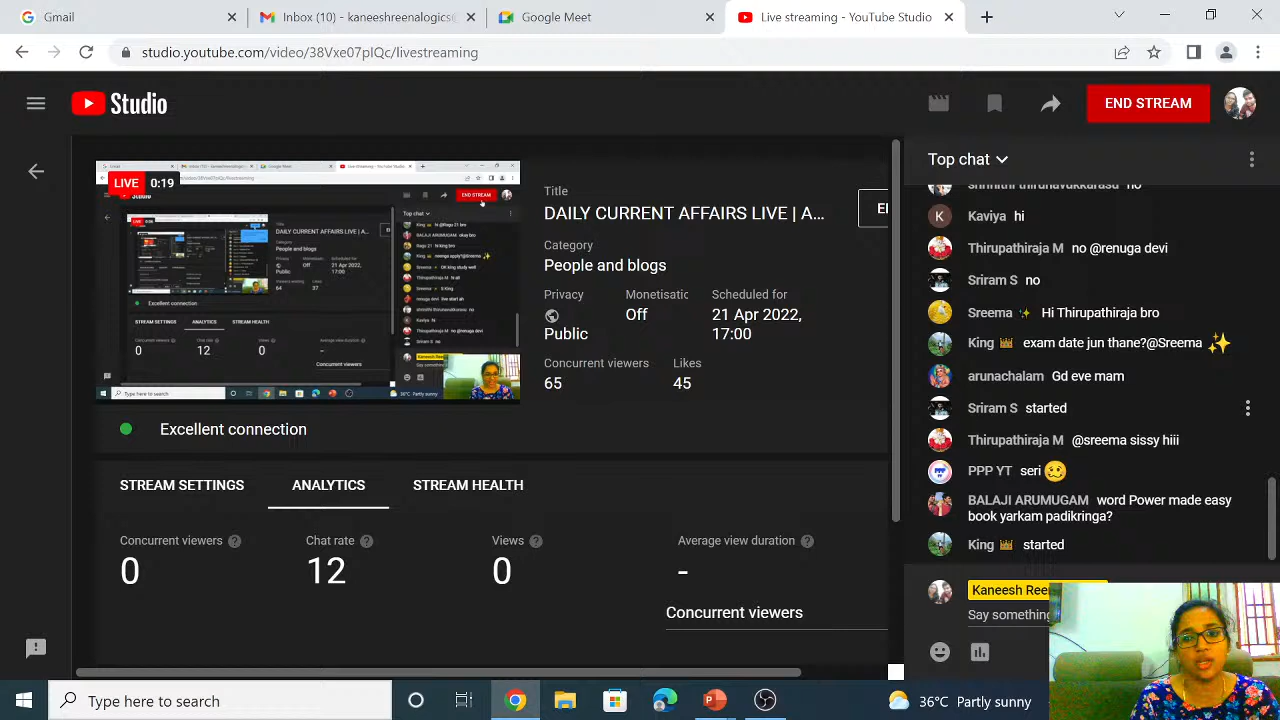 Gmail
Inbox (10) - kaneeshreenalogics
Google Meet
Live streaming - YouTube Studio
studio.youtube.com/video/38Vxe07plQc/livestreaming
Studio
END STREAM
LIVE 0:19
Title
DAILY CURRENT AFFAIRS LIVE | A...
Category
People and blogs
Privacy
Monetisatic
Scheduled for
Public
Off
21 Apr 2022,
17:00
Concurrent viewers
Likes
65
45
Excellent connection
STREAM SETTINGS
ANALYTICS
STREAM HEALTH
Concurrent viewers
Chat rate
Views
Average view duration
0
12
0
-
Concurrent viewers
Top chat
shrinithi thirunavukkarasu no
Kaviya hi
Thirupathiraja M no @renuga devi
Sriram S no
Sreema ✨ Hi Thirupathiraja bro
King 👑 exam date jun thane?@Sreema ✨
arunachalam Gd eve mam
Sriram S started
Thirupathiraja M @sreema sissy hiii
PPP YT seri 🥴
BALAJI ARUMUGAM word Power made easy
book yarkam padikringa?
King 👑 started
Kaneesh Ree
Say something
Type here to search
36°C Partly sunny